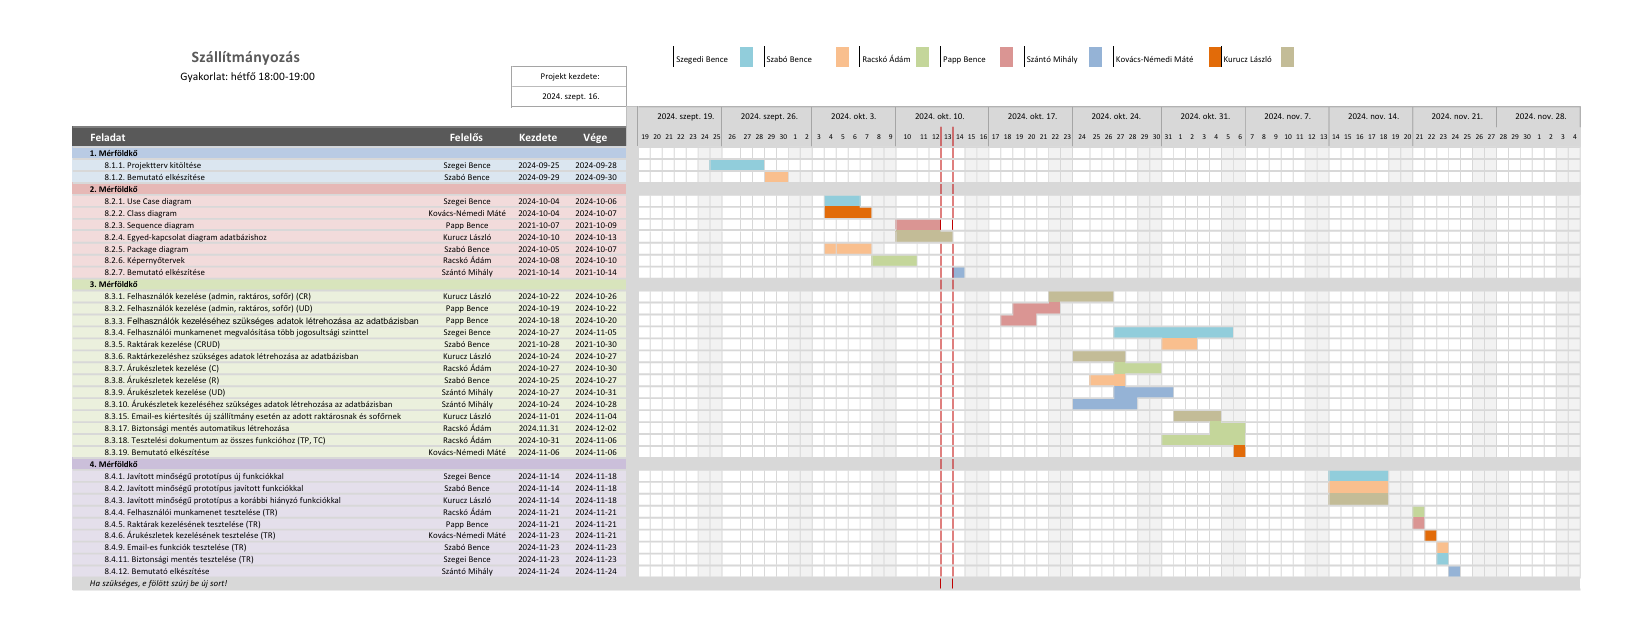 Szállítmányozás
Gyakorlat: hétfő 18:00-19:00
Szegedi Bence Szabó Bence Racskó Ádám Papp Bence Szántó Mihály Kovács-Némedi Máté Kurucz László
Projekt kezdete:
2024. szept. 16.
2024. szept. 19. 2024. szept. 26. 2024. okt. 3. 2024. okt. 10. 2024. okt. 17. 2024. okt. 24. 2024. okt. 31. 2024. nov. 7. 2024. nov. 14. 2024. nov. 21. 2024. nov. 28.
Feladat Felelős Kezdete Vége 19 20 21 22 23 24 25 26 27 28 29 30 1 2 3 4 5 6 7 8 9 10 11 12 13 14 15 16 17 18 19 20 21 22 23 24 25 26 27 28 29 30 31 1 2 3 4 5 6 7 8 9 10 11 12 13 14 15 16 17 18 19 20 21 22 23 24 25 26 27 28 29 30 1 2 3 4
1. Mérföldkő
8.1.1. Projektterv kitöltése Szegei Bence 2024-09-25 2024-09-28
8.1.2. Bemutató elkészítése Szabó Bence 2024-09-29 2024-09-30
2. Mérföldkő
8.2.1. Use Case diagram Szegei Bence 2024-10-04 2024-10-06
8.2.2. Class diagram Kovács-Némedi Máté 2024-10-04 2024-10-07
8.2.3. Sequence diagram Papp Bence 2021-10-07 2021-10-09
8.2.4. Egyed-kapcsolat diagram adatbázishoz Kurucz László 2024-10-10 2024-10-13
8.2.5. Package diagram Szabó Bence 2024-10-05 2024-10-07
8.2.6. Képernyőtervek Racskó Ádám 2024-10-08 2024-10-10
8.2.7. Bemutató elkészítése Szántó Mihály 2021-10-14 2021-10-14
3. Mérföldkő
8.3.1. Felhasználók kezelése (admin, raktáros, sofőr) (CR) Kurucz László 2024-10-22 2024-10-26
8.3.2. Felhasználók kezelése (admin, raktáros, sofőr) (UD) Papp Bence 2024-10-19 2024-10-22
8.3.3. Felhasználók kezeléséhez szükséges adatok létrehozása az adatbázisban Papp Bence 2024-10-18 2024-10-20
8.3.4. Felhasználói munkamenet megvalósítása több jogosultsági szinttel Szegei Bence 2024-10-27 2024-11-05
8.3.5. Raktárak kezelése (CRUD) Szabó Bence 2021-10-28 2021-10-30
8.3.6. Raktárkezeléshez szükséges adatok létrehozása az adatbázisban Kurucz László 2024-10-24 2024-10-27
8.3.7. Árukészletek kezelése (C) Racskó Ádám 2024-10-27 2024-10-30
8.3.8. Árukészletek kezelése (R) Szabó Bence 2024-10-25 2024-10-27
8.3.9. Árukészletek kezelése (UD) Szántó Mihály 2024-10-27 2024-10-31
8.3.10. Árukészletek kezeléséhez szükséges adatok létrehozása az adatbázisban Szántó Mihály 2024-10-24 2024-10-28
8.3.15. Email-es kiértesítés új szállítmány esetén az adott raktárosnak és sofőrnek Kurucz László 2024-11-01 2024-11-04
8.3.17. Biztonsági mentés automatikus létrehozása Racskó Ádám 2024.11.31 2024-12-02
8.3.18. Tesztelési dokumentum az összes funkcióhoz (TP, TC) Racskó Ádám 2024-10-31 2024-11-06
8.3.19. Bemutató elkészítése Kovács-Némedi Máté 2024-11-06 2024-11-06
4. Mérföldkő
8.4.1. Javított minőségű prototípus új funkciókkal Szegei Bence 2024-11-14 2024-11-18
8.4.2. Javított minőségű prototípus javított funkciókkal Szabó Bence 2024-11-14 2024-11-18
8.4.3. Javított minőségű prototípus a korábbi hiányzó funkciókkal Kurucz László 2024-11-14 2024-11-18
8.4.4. Felhasználói munkamenet tesztelése (TR) Racskó Ádám 2024-11-21 2024-11-21
8.4.5. Raktárak kezelésének tesztelése (TR) Papp Bence 2024-11-21 2024-11-21
8.4.6. Árukészletek kezelésének tesztelése (TR) Kovács-Némedi Máté 2024-11-23 2024-11-21
8.4.9. Email-es funkciók tesztelése (TR) Szabó Bence 2024-11-23 2024-11-23
8.4.11. Biztonsági mentés tesztelése (TR) Szegei Bence 2024-11-23 2024-11-23
8.4.12. Bemutató elkészítése Szántó Mihály 2024-11-24 2024-11-24
Ha szükséges, e fölött szúrj be új sort!